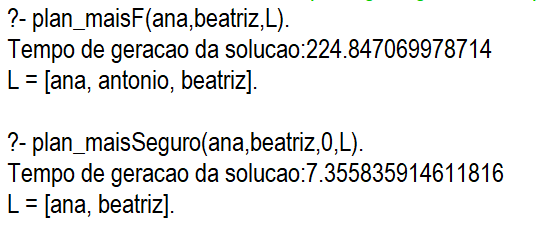 ?- plan_maisF(ana,beatriz,L).
Tempo de geracao da solucao:224.847069978714
L = [ana, antonio, beatriz].
?- plan_maisSeguro(ana,beatriz,0,L).
Tempo de geracao da solucao:7.355835914611816
L = [ana, beatriz].